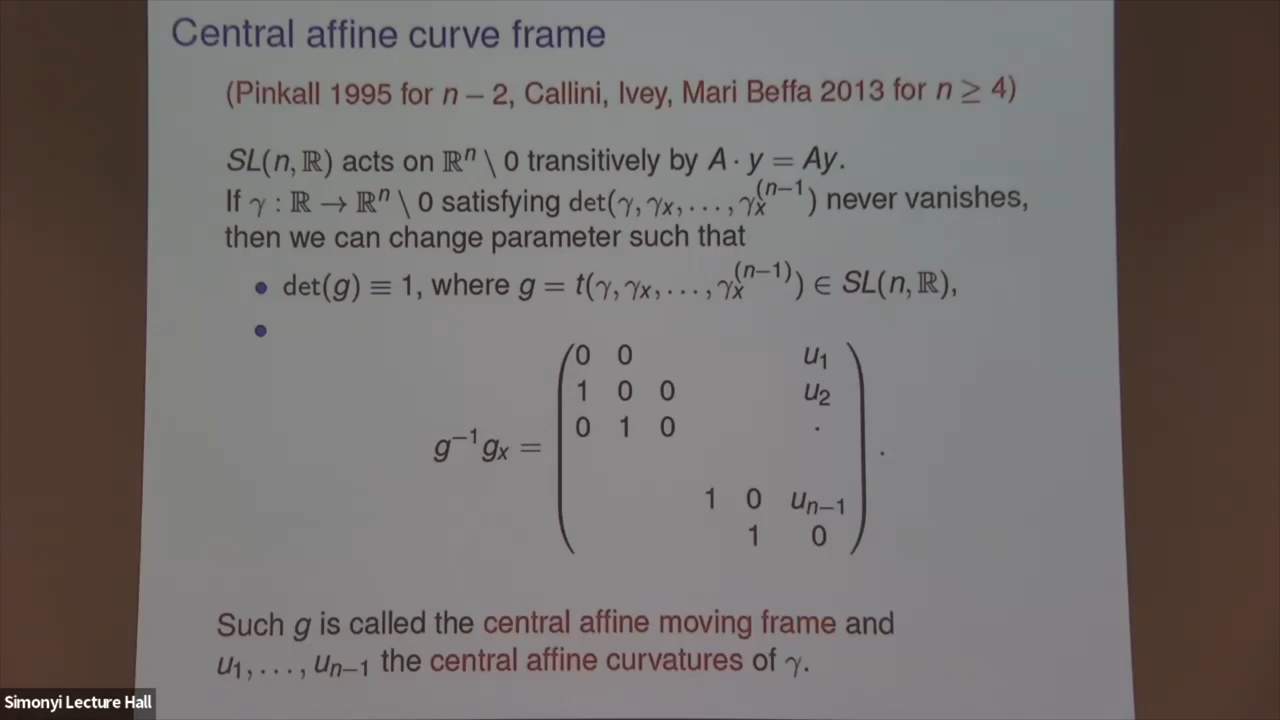 Central affine curve frame
(Pinkall 1995 for n − 2, Callini, Ivey, Mari Beffa 2013 for n ≥ 4)
SL(n, ℝ) acts on ℝⁿ \ 0 transitively by A · y = Ay.
If γ : ℝ → ℝⁿ \ 0 satisfying det(γ, γₓ, . . . , γₓ⁽ⁿ⁻¹⁾) never vanishes,
then we can change parameter such that
• det(g) ≡ 1, where g = t(γ, γₓ, . . . , γₓ⁽ⁿ⁻¹⁾) ∈ SL(n, ℝ),
•
0 0 u₁
1 0 0 u₂
0 1 0 .
g⁻¹gₓ = .
1 0 uₙ₋₁
1 0
Such g is called the central affine moving frame and
u₁, . . . , uₙ₋₁ the central affine curvatures of γ.
Simonyi Lecture Hall